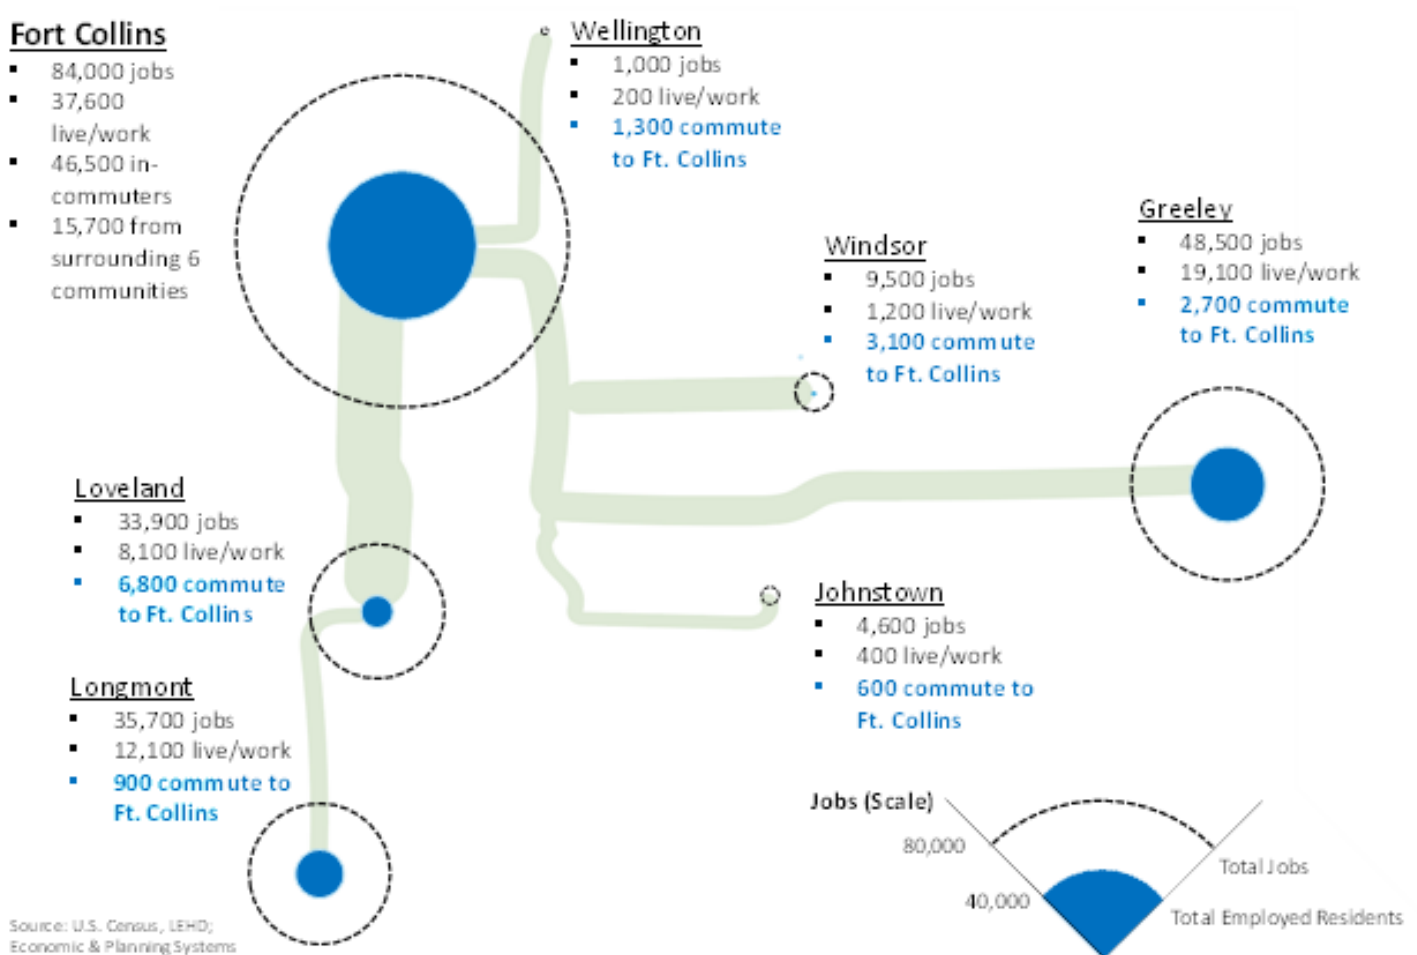 Fort Collins
▪ 84,000 jobs
▪ 37,600
live/work
▪ 46,500 in-
commuters
▪ 15,700 from
surrounding 6
communities
Wellington
▪ 1,000 jobs
▪ 200 live/work
▪ 1,300 commute
to Ft. Collins
Windsor
▪ 9,500 jobs
▪ 1,200 live/work
▪ 3,100 commute
to Ft. Collins
Greeley
▪ 48,500 jobs
▪ 19,100 live/work
▪ 2,700 commute
to Ft. Collins
Loveland
▪ 33,900 jobs
▪ 8,100 live/work
▪ 6,800 commute
to Ft. Collins
Johnstown
▪ 4,600 jobs
▪ 400 live/work
▪ 600 commute to
Ft. Collins
Longmont
▪ 35,700 jobs
▪ 12,100 live/work
▪ 900 commute to
Ft. Collins
Jobs (Scale)
80,000
Total Jobs
40,000
Total Employed Residents
Source: U.S. Census, LEHD;
Economic & Planning Systems